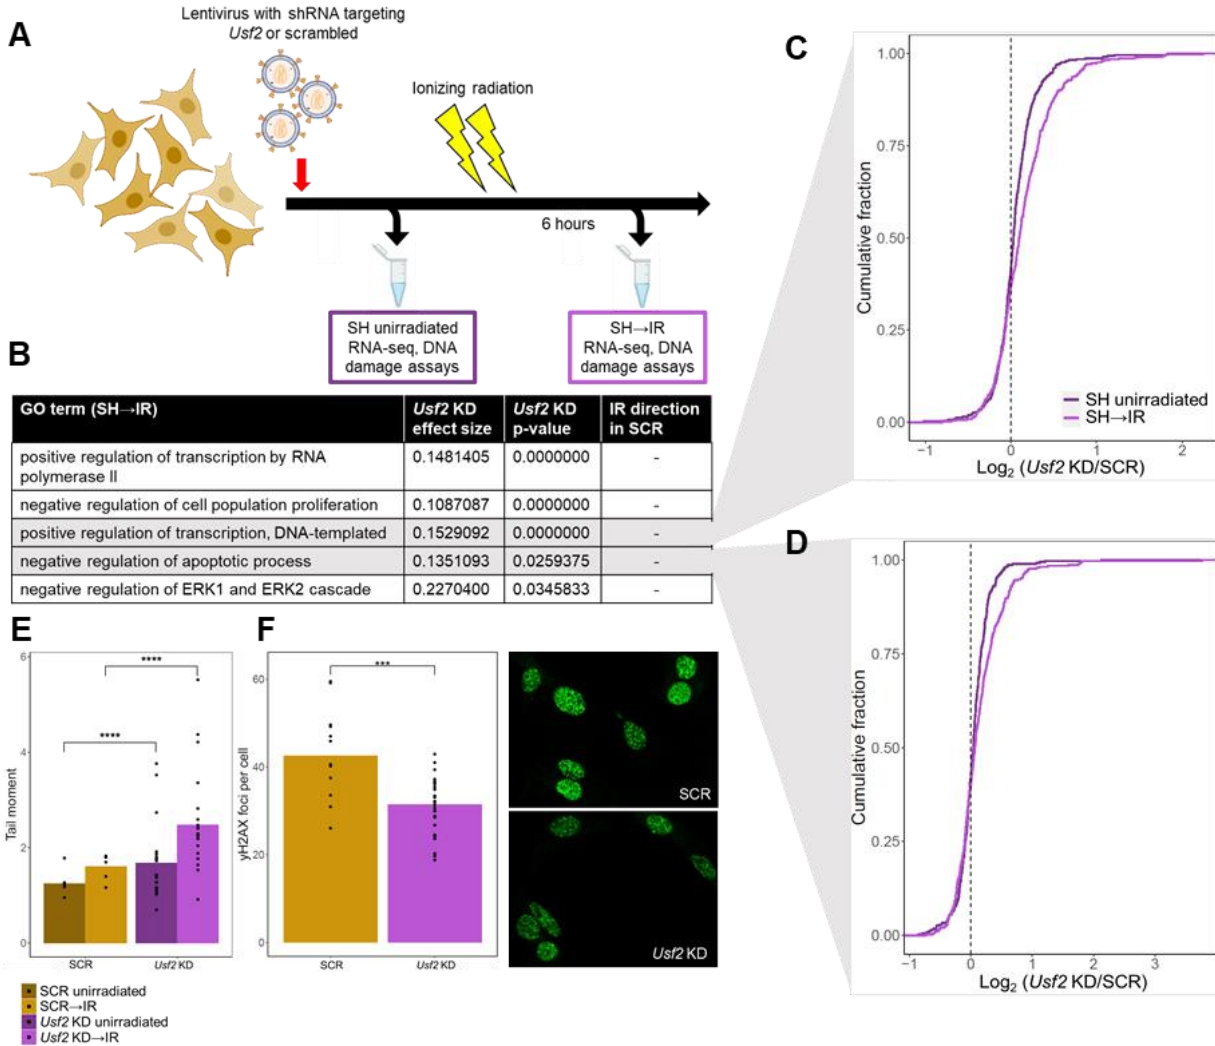 A
Lentivirus with shRNA targeting
Usf2 or scrambled
Ionizing radiation
6 hours
SH unirradiated
RNA-seq, DNA
damage assays
SH→IR
RNA-seq, DNA
damage assays
B
GO term (SH→IR)
Usf2 KD
effect size
Usf2 KD
p-value
IR direction
in SCR
positive regulation of transcription by RNA
polymerase II
0.1481405
0.0000000
-
negative regulation of cell population proliferation
0.1087087
0.0000000
-
positive regulation of transcription, DNA-templated
0.1529092
0.0000000
-
negative regulation of apoptotic process
0.1351093
0.0259375
-
negative regulation of ERK1 and ERK2 cascade
0.2270400
0.0345833
-
C
Cumulative fraction
1.00
0.75
0.50
0.25
0.00
SH unirradiated
SH→IR
-1
0
1
2
Log2 (Usf2 KD/SCR)
D
Cumulative fraction
1.00
0.75
0.50
0.25
0.00
-1
0
1
2
3
Log2 (Usf2 KD/SCR)
E
Tail moment
6
4
2
0
****
****
SCR
Usf2 KD
SCR unirradiated
SCR→IR
Usf2 KD unirradiated
Usf2 KD→IR
F
γH2AX foci per cell
60
40
20
0
***
SCR
Usf2 KD
SCR
Usf2 KD